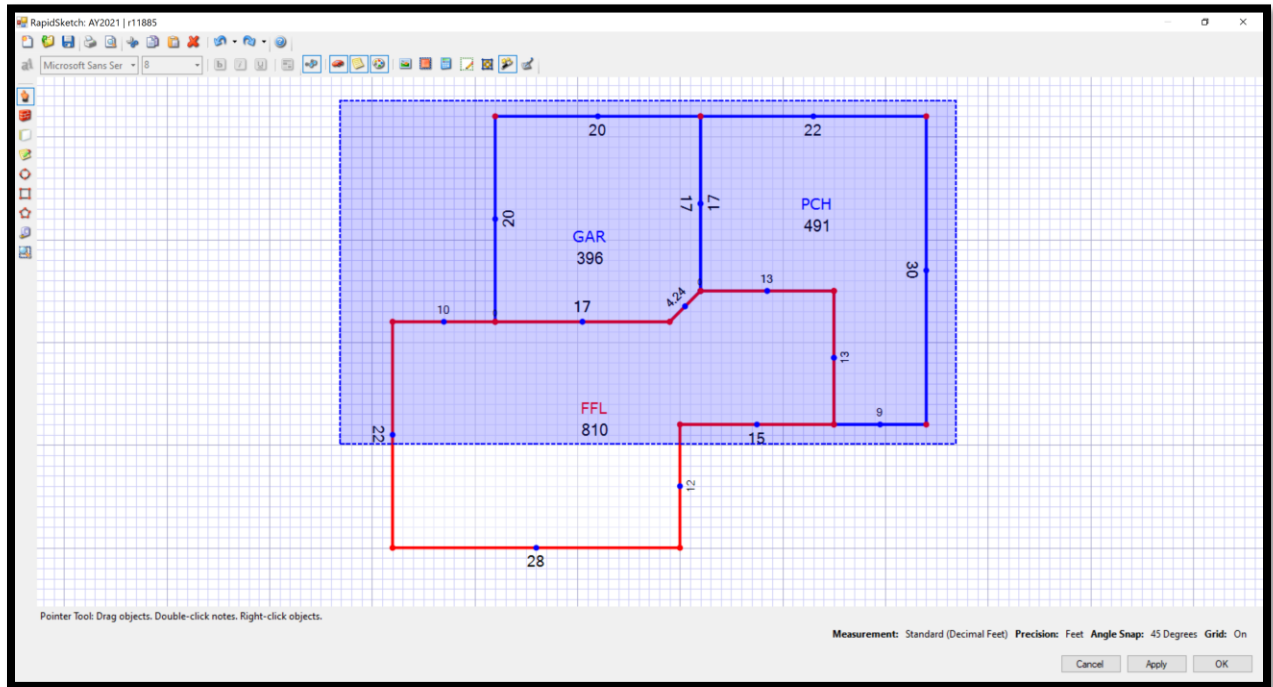 RapidSketch: AY2021 | r11885
Microsoft Sans Ser 8
20
22
20
17
17
PCH
491
GAR
396
30
4.24
13
10
17
13
FFL
810
9
22
15
12
28
Pointer Tool: Drag objects. Double-click notes. Right-click objects.
Measurement: Standard (Decimal Feet) Precision: Feet Angle Snap: 45 Degrees Grid: On
Cancel Apply OK